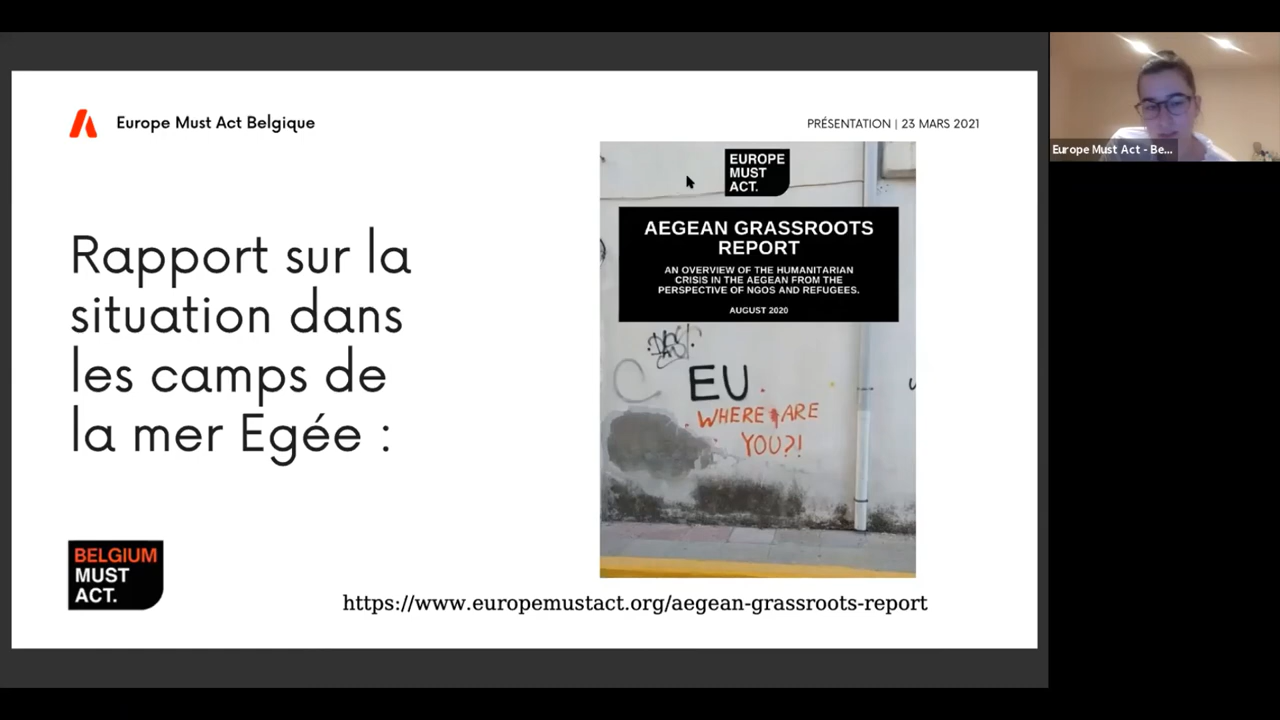 Europe Must Act Belgique
PRÉSENTATION | 23 MARS 2021
Rapport sur la
situation dans
les camps de
la mer Egée :
EUROPE
MUST
ACT.
AEGEAN GRASSROOTS
REPORT
AN OVERVIEW OF THE HUMANITARIAN
CRISIS IN THE AEGEAN FROM THE
PERSPECTIVE OF NGOS AND REFUGEES.
AUGUST 2020
EU
WHERE ARE
YOU?!
BELGIUM
MUST
ACT.
https://www.europemustact.org/aegean-grassroots-report
Europe Must Act - Be...